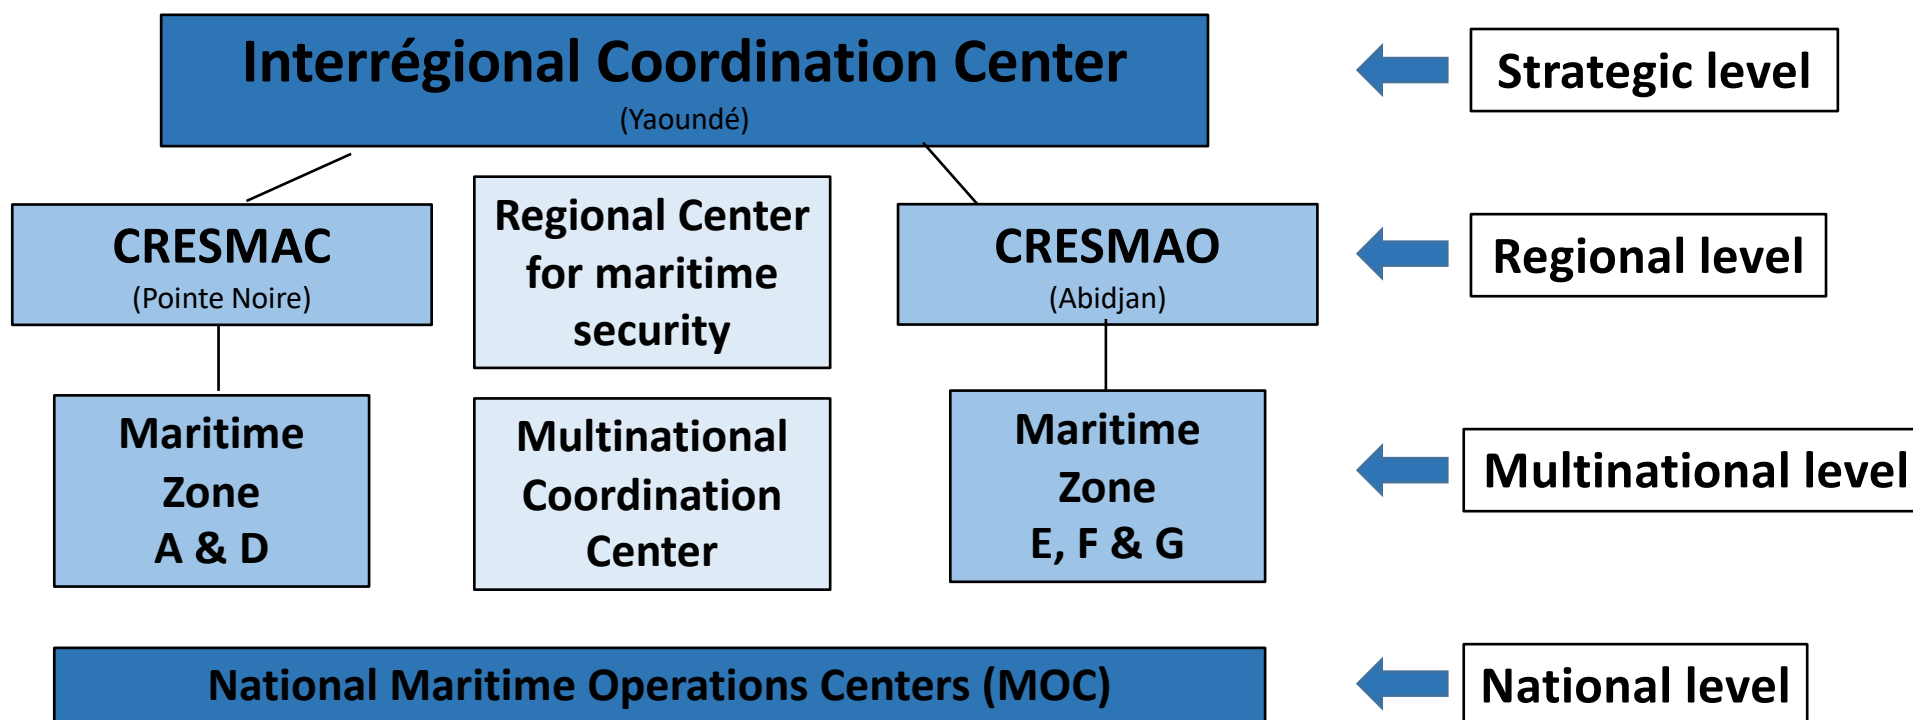 Interrégional Coordination Center
(Yaoundé)
Strategic level
CRESMAC
(Pointe Noire)
Regional Center
for maritime
security
CRESMAO
(Abidjan)
Regional level
Maritime
Zone
A & D
Multinational
Coordination
Center
Maritime
Zone
E, F & G
Multinational level
National Maritime Operations Centers (MOC)
National level